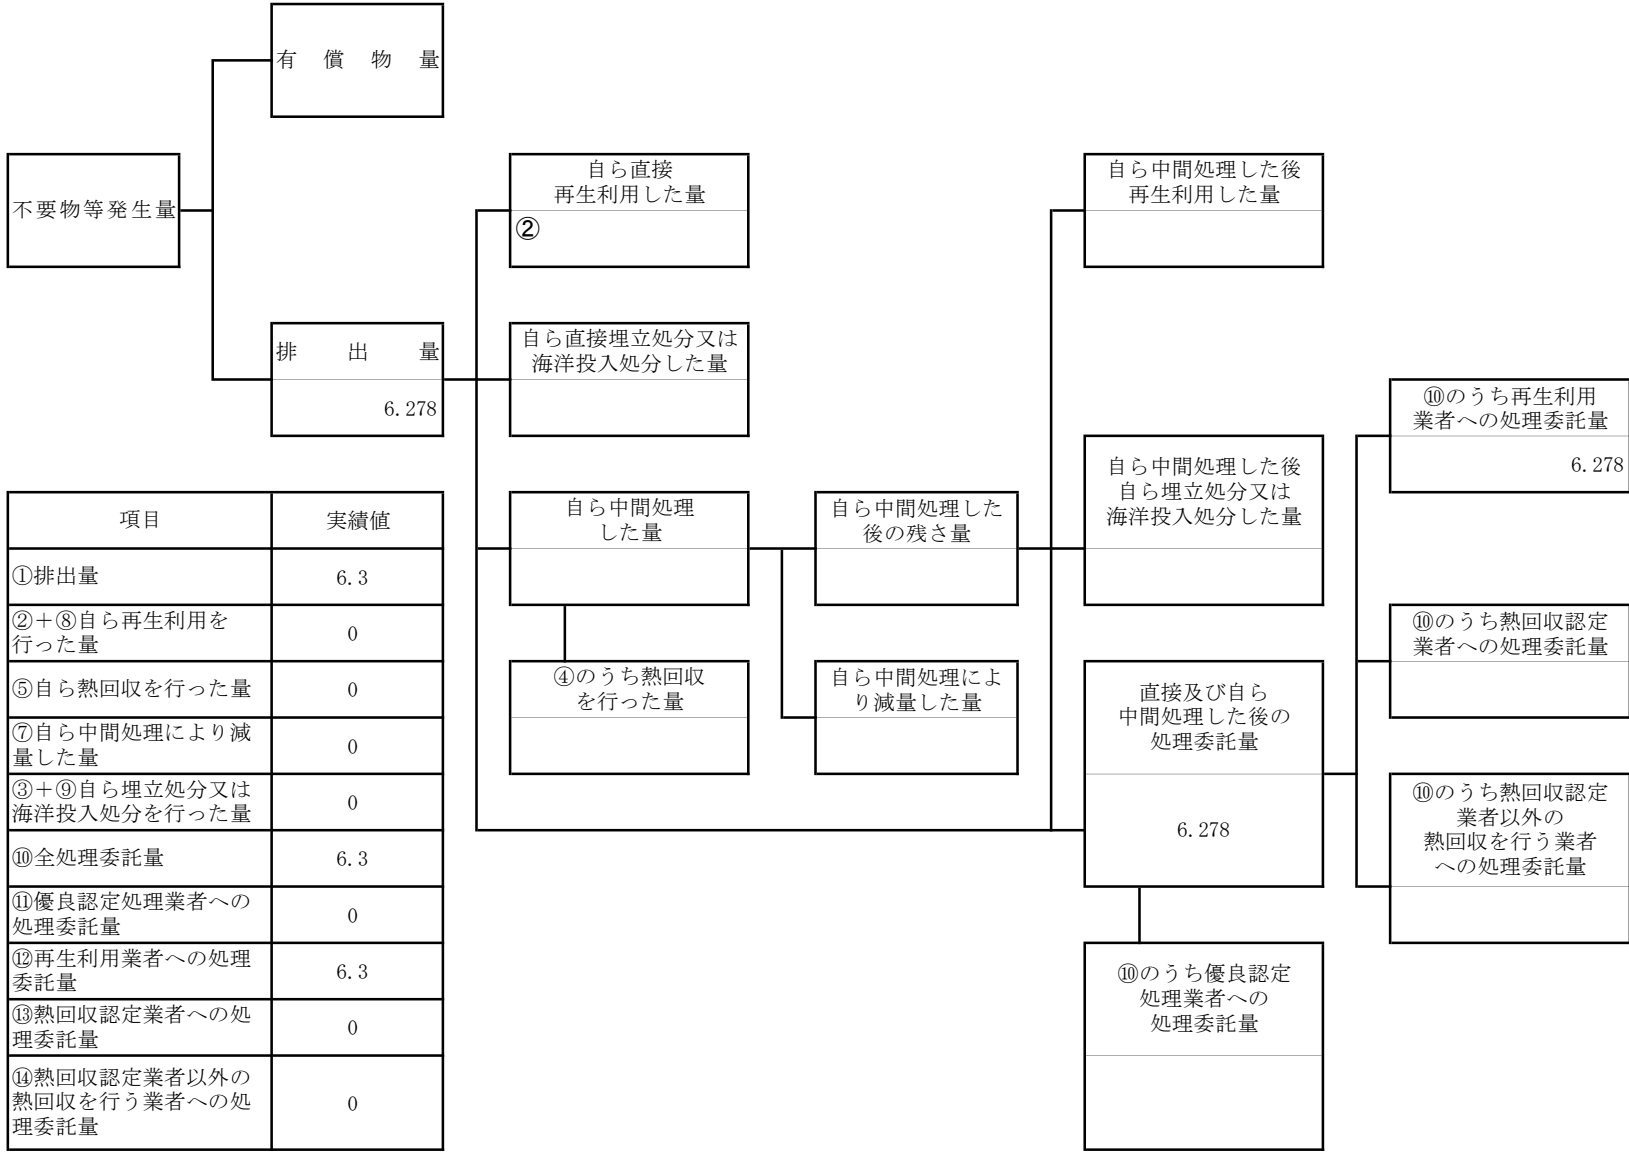 有償物量
不要物等発生量
自ら直接
再生利用した量
②
自ら中間処理した後
再生利用した量
排出量
6.278
自ら直接埋立処分又は
海洋投入処分した量
⑩のうち再生利用
業者への処理委託量
6.278
自ら中間処理
した量
自ら中間処理した
後の残さ量
自ら中間処理した後
自ら埋立処分又は
海洋投入処分した量
⑩のうち熱回収認定
業者への処理委託量
④のうち熱回収
を行った量
自ら中間処理によ
り減量した量
直接及び自ら
中間処理した後の
処理委託量
6.278
⑩のうち熱回収認定
業者以外の
熱回収を行う業者
への処理委託量
⑩のうち優良認定
処理業者への
処理委託量
項目 実績値
①排出量 6.3
②+⑧自ら再生利用を
行った量 0
⑤自ら熱回収を行った量 0
⑦自ら中間処理により減
量した量 0
③+⑨自ら埋立処分又は
海洋投入処分を行った量 0
⑩全処理委託量 6.3
⑪優良認定処理業者への
処理委託量 0
⑫再生利用業者への処理
委託量 6.3
⑬熱回収認定業者への処
理委託量 0
⑭熱回収認定業者以外の
熱回収を行う業者への処
理委託量 0